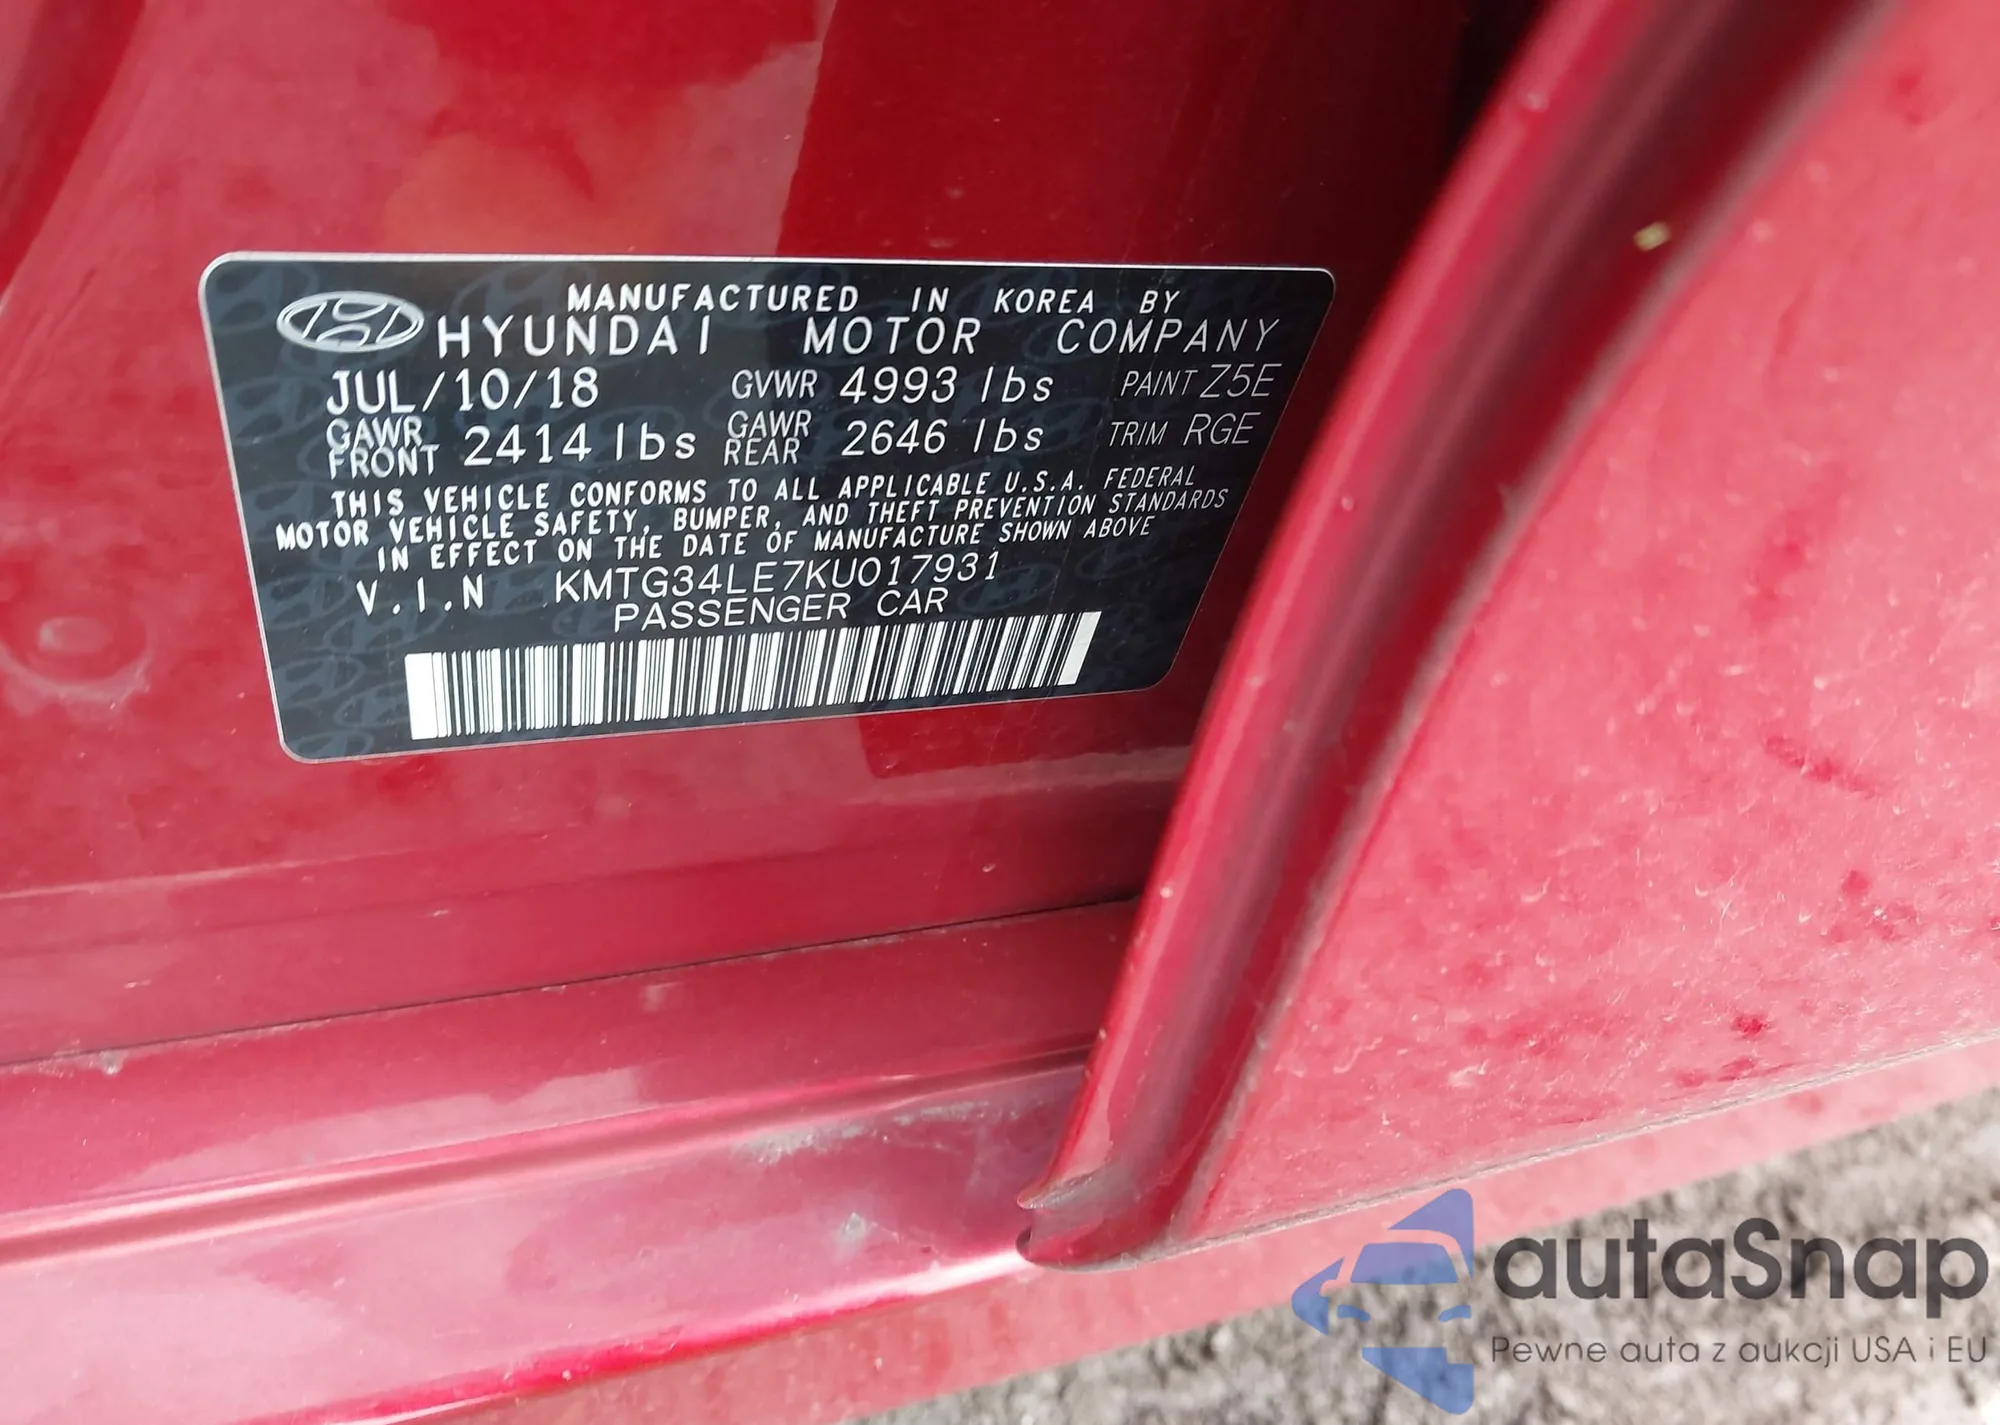 MANUFACTURED IN KOREA BY
HYUNDAI MOTOR COMPANY
JUL/10/18 GVWR 4993 lbs PAINT Z5E
GAWR FRONT 2414 lbs GAWR REAR 2646 lbs TRIM RGE
THIS VEHICLE CONFORMS TO ALL APPLICABLE U.S.A. FEDERAL
MOTOR VEHICLE SAFETY, BUMPER, AND THEFT PREVENTION STANDARDS
IN EFFECT ON THE DATE OF MANUFACTURE SHOWN ABOVE
V.I.N KMTG34LE7KU017931
PASSENGER CAR
autaSnap
Pewne auta z aukcji USA i EU